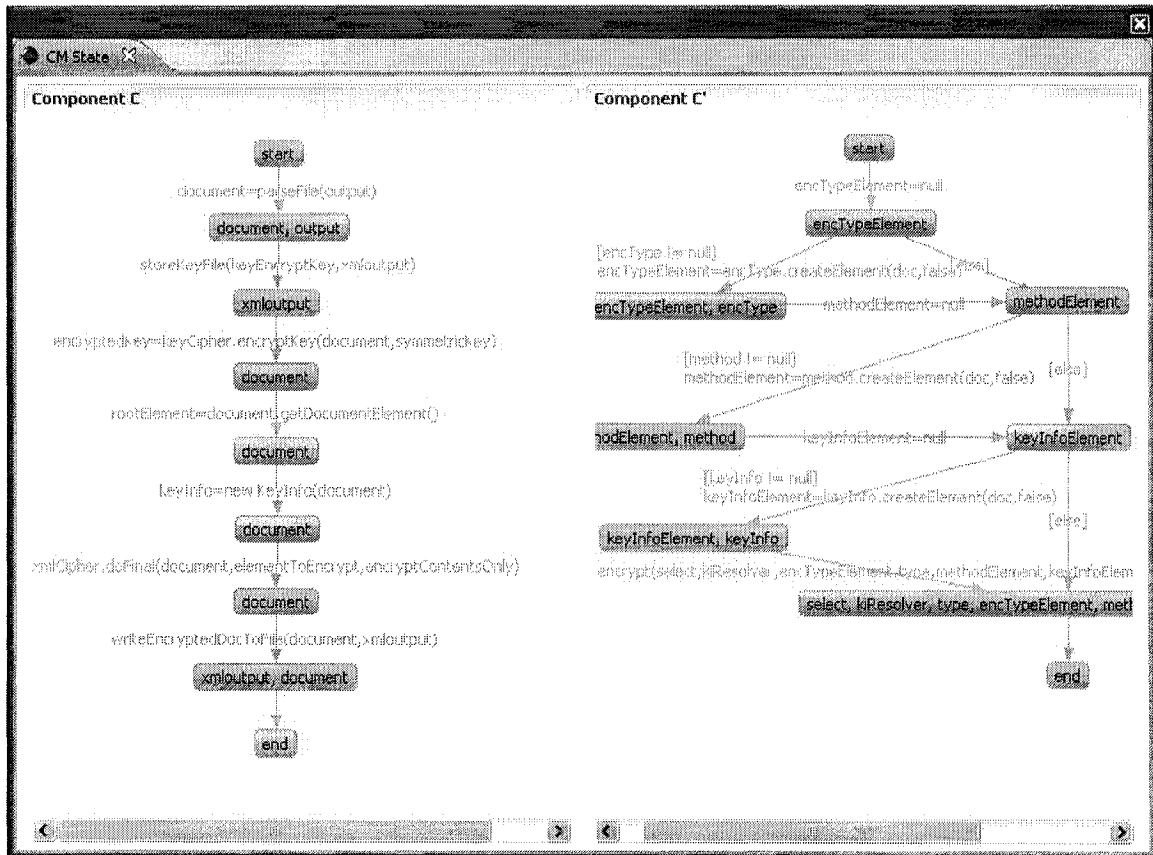 CM State
Component C
start
document=parseFile(output)
document, output
storeKeyFile(keyEncryptKey,xmloutput)
xmloutput
encryptedKey=keyCipher.encryptKey(document,symmetricKey)
document
rootElement=document.getDocumentElement()
document
keyInfo=new KeyInfo(document)
document
xmlCipher.doFinal(document,elementToEncrypt,encryptContentsOnly)
document
writeEncryptedDocToFile(document,xmloutput)
xmloutput, document
end
Component C'
start
encTypeElement=null
encTypeElement
[encType != null]
encTypeElement=encType.createElement(doc,false)
[else]
encTypeElement, encType
methodElement=null
methodElement
[method != null]
methodElement=method.createElement(doc,false)
[else]
hodElement, method
keyInfoElement=null
keyInfoElement
[keyInfo != null]
keyInfoElement=keyInfo.createElement(doc,false)
[else]
keyInfoElement, keyInfo
encrypt(select,kiResolver,encTypeElement,type,methodElement,keyInfoElem
select, kiResolver, type, encTypeElement, meth
end